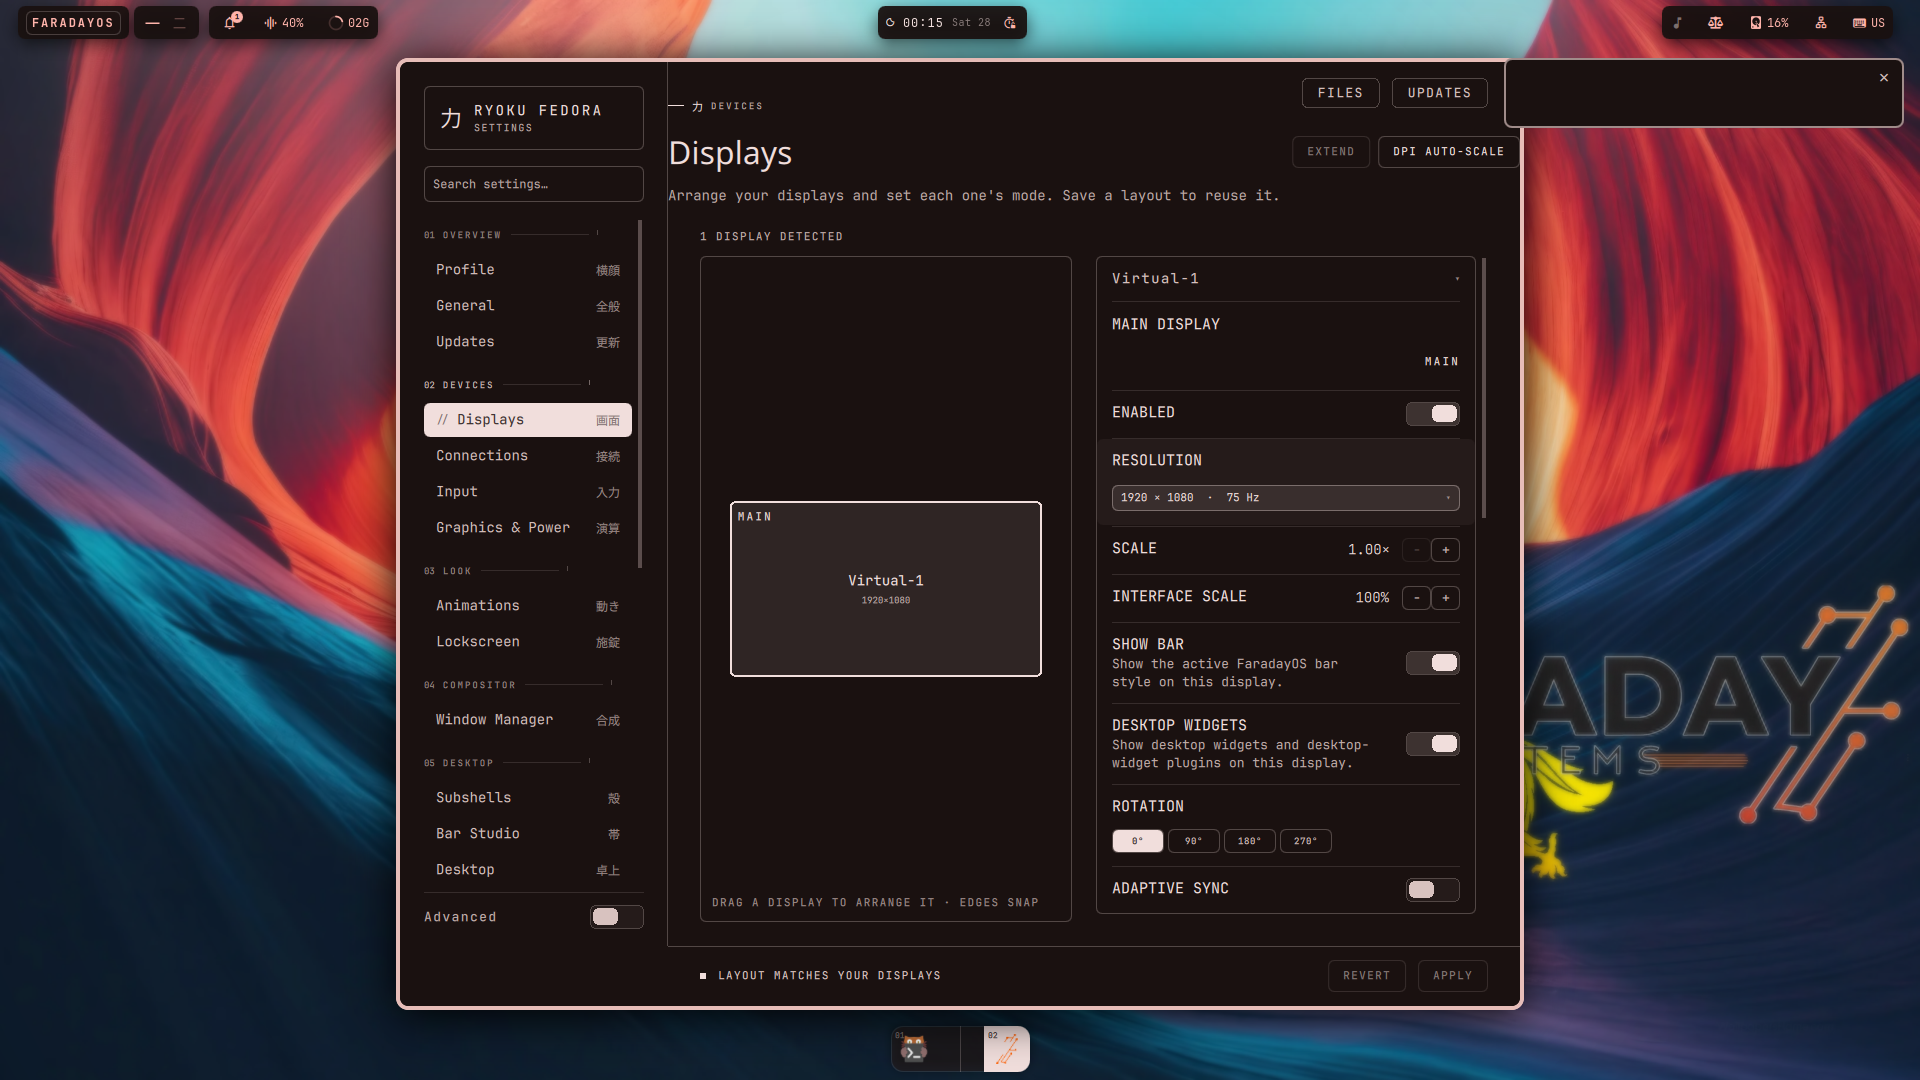 FARADAYOS
1
40%
02G
00:15 Sat 28
16%
US
力 RYOKU FEDORA
SETTINGS
Search settings…
01 OVERVIEW
Profile 横顔
General 全般
Updates 更新
02 DEVICES
// Displays 画面
Connections 接続
Input 入力
Graphics & Power 演算
03 LOOK
Animations 動き
Lockscreen 施錠
04 COMPOSITOR
Window Manager 合成
05 DESKTOP
Subshells 殻
Bar Studio 帯
Desktop 卓上
Advanced
力 DEVICES
FILES
UPDATES
×
Displays
EXTEND
DPI AUTO-SCALE
Arrange your displays and set each one's mode. Save a layout to reuse it.
1 DISPLAY DETECTED
MAIN
Virtual-1
1920×1080
DRAG A DISPLAY TO ARRANGE IT · EDGES SNAP
Virtual-1
MAIN DISPLAY
MAIN
ENABLED
RESOLUTION
1920 × 1080 · 75 Hz
SCALE 1.00× - +
INTERFACE SCALE 100% - +
SHOW BAR
Show the active FaradayOS bar
style on this display.
DESKTOP WIDGETS
Show desktop widgets and desktop-
widget plugins on this display.
ROTATION
0° 90° 180° 270°
ADAPTIVE SYNC
LAYOUT MATCHES YOUR DISPLAYS
REVERT
APPLY
ADAY
TEMS
01
02